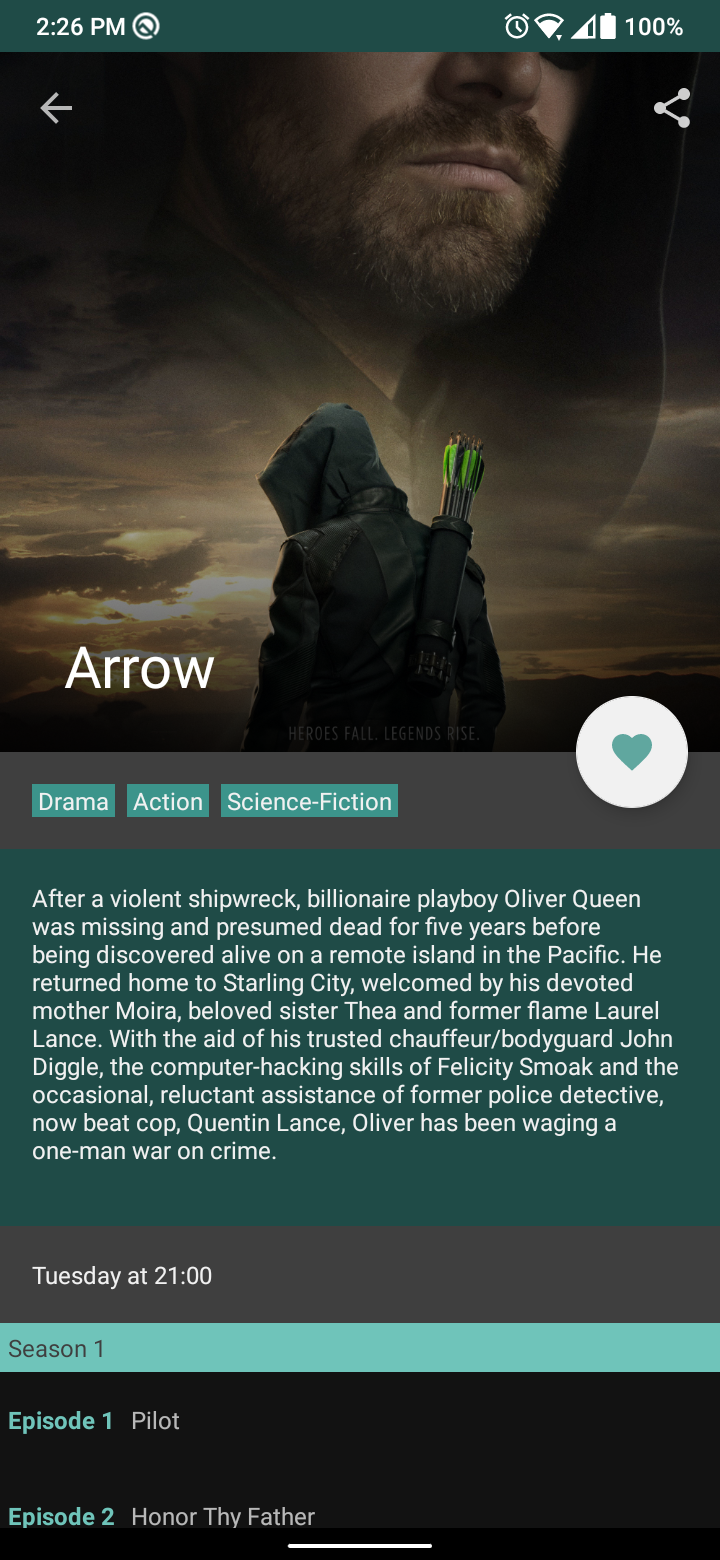 2:26 PM
100%
Arrow
HEROES FALL. LEGENDS RISE.
Drama Action Science-Fiction
After a violent shipwreck, billionaire playboy Oliver Queen
was missing and presumed dead for five years before
being discovered alive on a remote island in the Pacific. He
returned home to Starling City, welcomed by his devoted
mother Moira, beloved sister Thea and former flame Laurel
Lance. With the aid of his trusted chauffeur/bodyguard John
Diggle, the computer-hacking skills of Felicity Smoak and the
occasional, reluctant assistance of former police detective,
now beat cop, Quentin Lance, Oliver has been waging a
one-man war on crime.
Tuesday at 21:00
Season 1
Episode 1 Pilot
Episode 2 Honor Thy Father